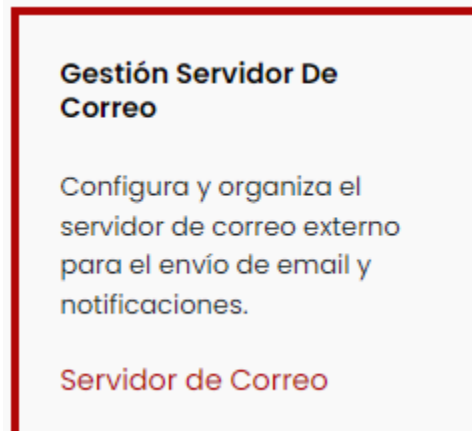 Gestión Servidor De
Correo
Configura y organiza el
servidor de correo externo
para el envío de email y
notificaciones.
Servidor de Correo